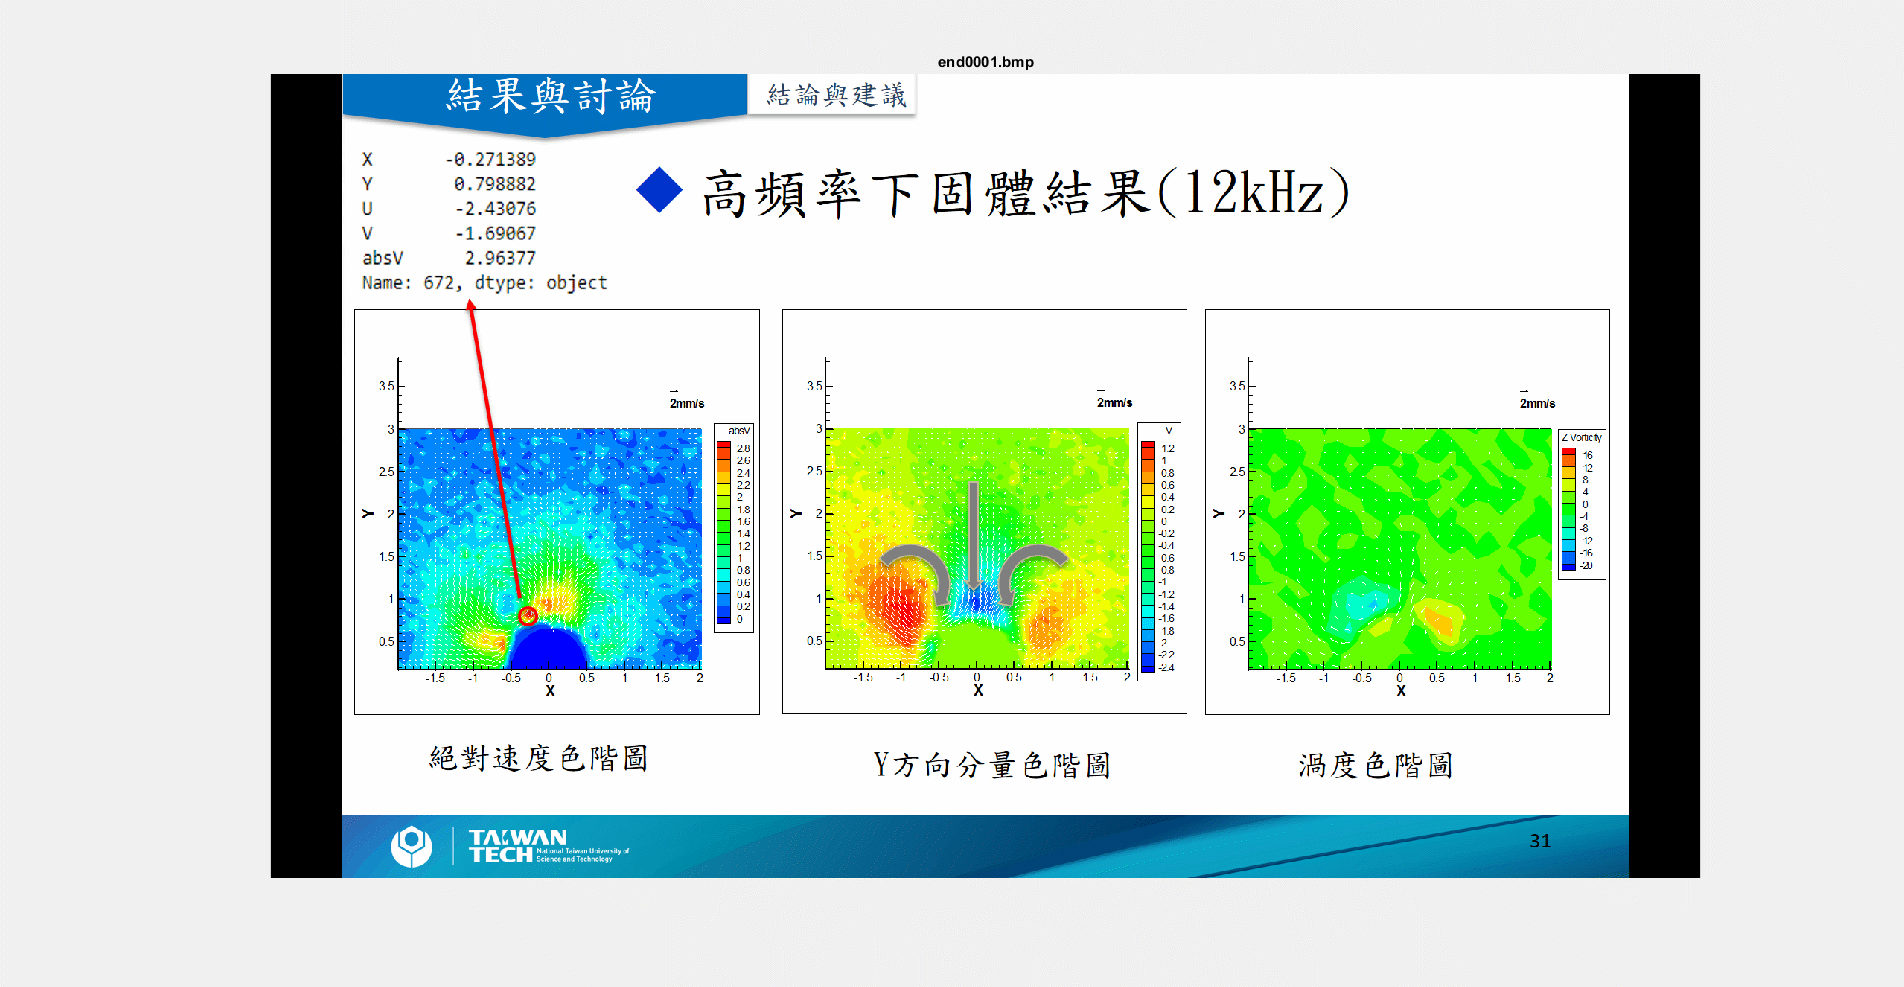 end0001.bmp
結果與討論
結論與建議
X -0.271389
Y 0.798882
U -2.43076
V -1.69067
absV 2.96377
Name: 672, dtype: object
高頻率下固體結果(12kHz)
3.5
3
2.5
2
1.5
1
0.5
Y
-1.5 -1 -0.5 0 0.5 1 1.5 2
X
2mm/s
absV
2.8
2.6
2.4
2.2
2
1.8
1.6
1.4
1.2
1
0.8
0.6
0.4
0.2
0
絕對速度色階圖
3.5
3
2.5
2
1.5
1
0.5
Y
-1.5 -1 -0.5 0 0.5 1 1.5 2
X
2mm/s
V
1.2
1
0.8
0.6
0.4
0.2
0
-0.2
-0.4
-0.6
-0.8
-1
-1.2
-1.4
-1.6
-1.8
-2
-2.2
-2.4
Y方向分量色階圖
3.5
3
2.5
2
1.5
1
0.5
Y
-1.5 -1 -0.5 0 0.5 1 1.5 2
X
2mm/s
Z Vorticity
16
12
8
4
0
-4
-8
-12
-16
-20
渦度色階圖
TAIWAN
TECH
National Taiwan University of
Science and Technology
31